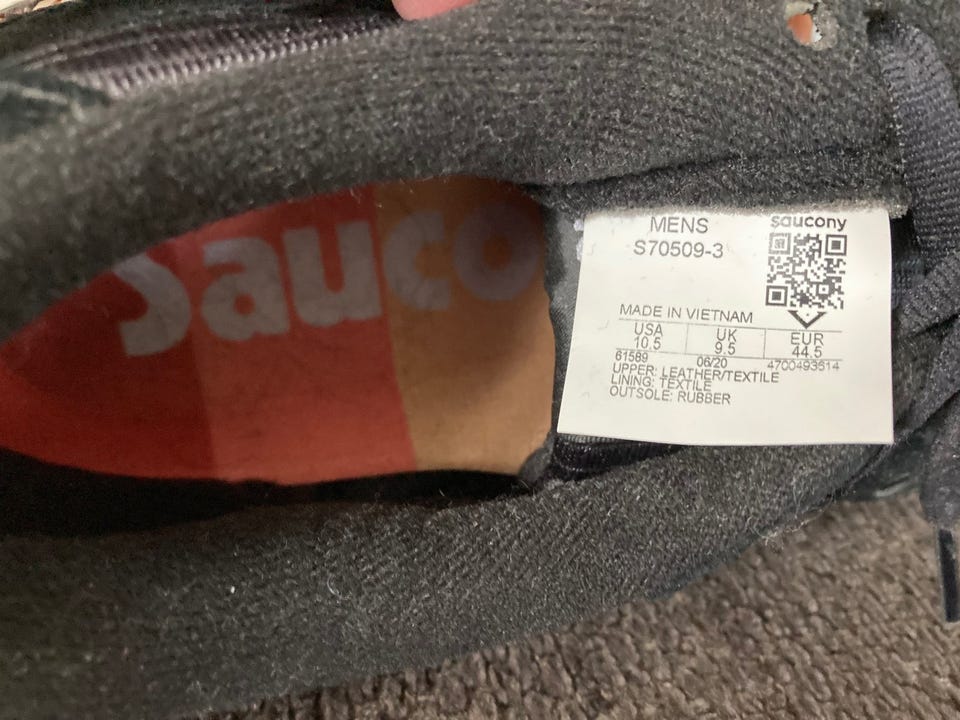 Sauco
MENS
S70509-3
saucony
MADE IN VIETNAM
USA UK EUR
10.5 9.5 44.5
61589 06/20 4700493614
UPPER: LEATHER/TEXTILE
LINING: TEXTILE
OUTSOLE: RUBBER